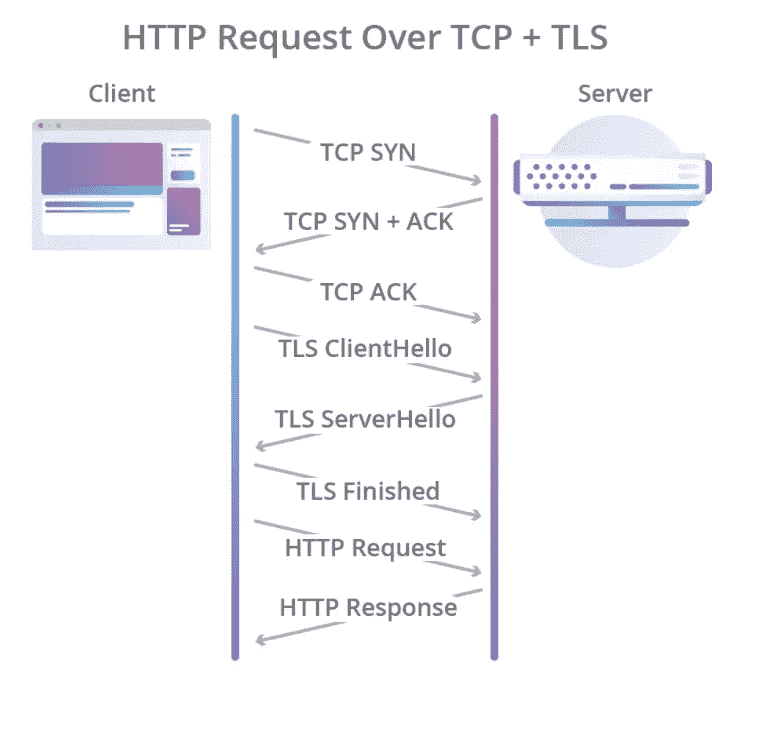 HTTP Request Over TCP + TLS
Client
Server
TCP SYN
TCP SYN + ACK
TCP ACK
TLS ClientHello
TLS ServerHello
TLS Finished
HTTP Request
HTTP Response